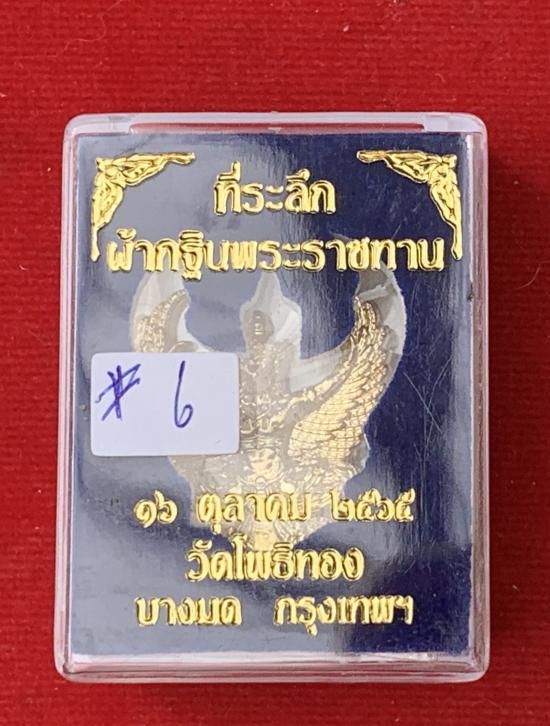 ที่ระลึก
ผ้ากฐินพระราชทาน
# 6
๑๖ ตุลาคม ๒๕๖๕
วัดโพธิทอง
บางมด กรุงเทพฯ